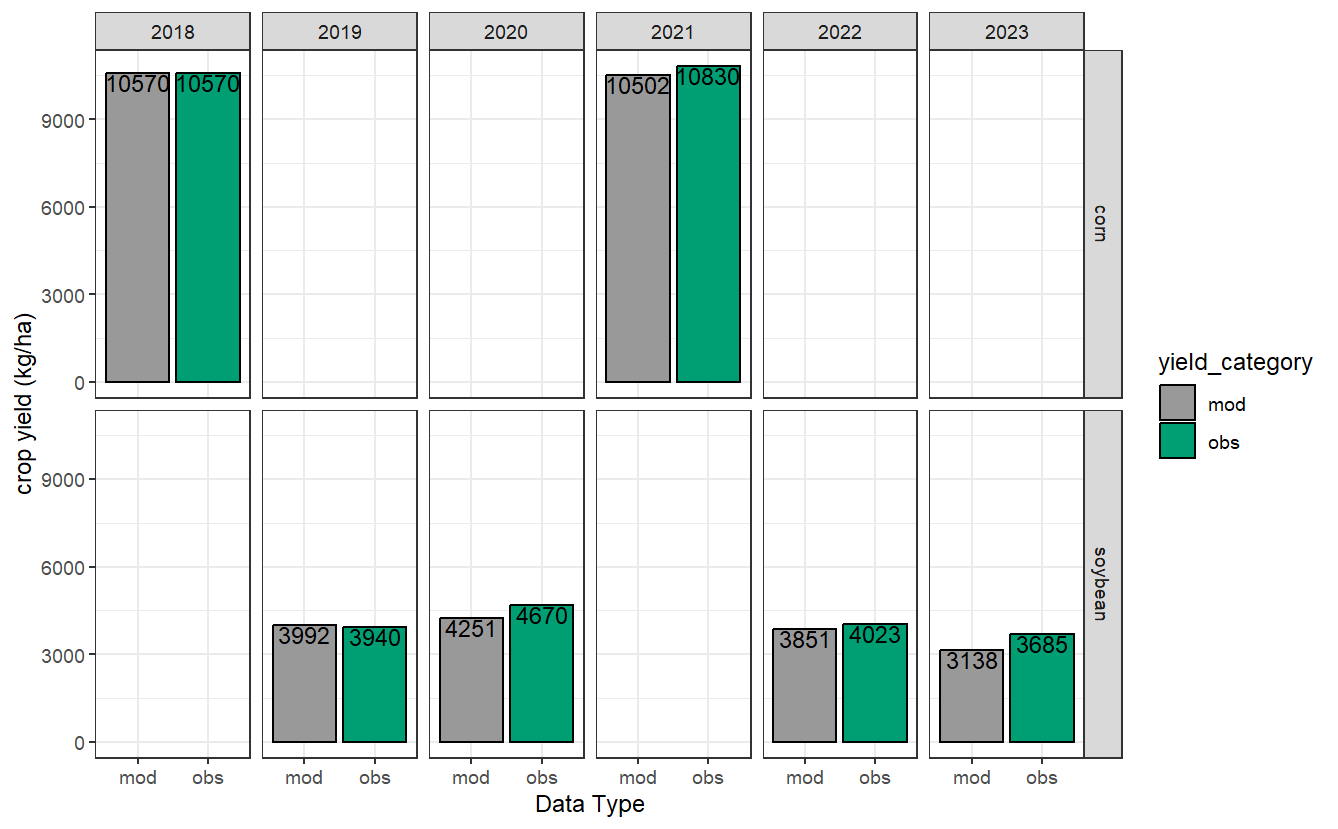 2018 2019 2020 2021 2022 2023
10570 10570 10502 10830
9000
6000
3000
0
corn
crop yield (kg/ha)
9000
6000
3000
0
3992 3940 4251 4670 3851 4023 3138 3685
soybean
mod obs mod obs mod obs mod obs mod obs mod obs
Data Type
yield_category
mod
obs